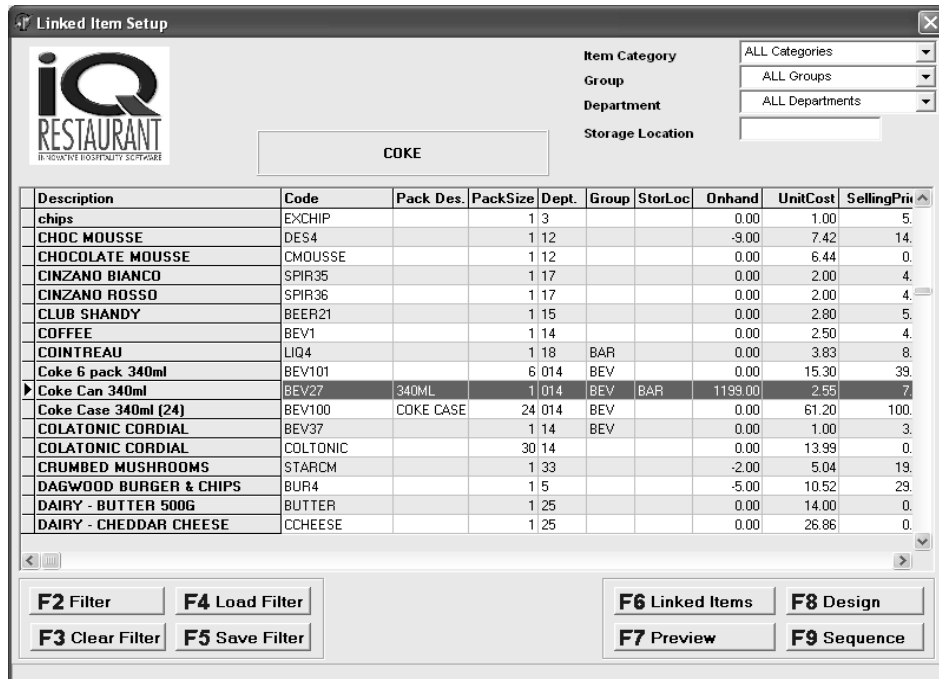 Linked Item Setup
iQ
RESTAURANT
INNOVATIVE HOSPITALITY SOFTWARE
Item Category ALL Categories
Group ALL Groups
Department ALL Departments
Storage Location
COKE
Description Code Pack Des. PackSize Dept. Group StorLoc Onhand UnitCost SellingPric
chips EXCHIP 1 3 0.00 1.00 5.
CHOC MOUSSE DES4 1 12 -9.00 7.42 14.
CHOCOLATE MOUSSE CMOUSSE 1 12 0.00 6.44 0.
CINZANO BIANCO SPIR35 1 17 0.00 2.00 4.
CINZANO ROSSO SPIR36 1 17 0.00 2.00 4.
CLUB SHANDY BEER21 1 15 0.00 2.80 5.
COFFEE BEV1 1 14 0.00 2.50 4.
COINTREAU LIQ4 1 18 BAR 0.00 3.83 8.
Coke 6 pack 340ml BEV101 6 014 BEV 0.00 15.30 39.
Coke Can 340ml BEV27 340ML 1 014 BEV BAR 1199.00 2.55 7.
Coke Case 340ml (24) BEV100 COKE CASE 24 014 BEV 0.00 61.20 100.
COLATONIC CORDIAL BEV37 1 14 BEV 0.00 1.00 3.
COLATONIC CORDIAL COLTONIC 30 14 0.00 13.99 0.
CRUMBED MUSHROOMS STARCM 1 33 -2.00 5.04 19.
DAGWOOD BURGER & CHIPS BUR4 1 5 -5.00 10.52 29.
DAIRY - BUTTER 500G BUTTER 1 25 0.00 14.00 0.
DAIRY - CHEDDAR CHEESE CCHEESE 1 25 0.00 26.86 0.
F2 Filter F4 Load Filter F6 Linked Items F8 Design
F3 Clear Filter F5 Save Filter F7 Preview F9 Sequence